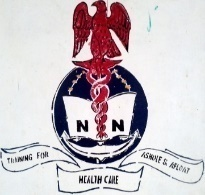 N N
TRAINING FOR
HEALTH CARE
ASHORE & AFLOAT